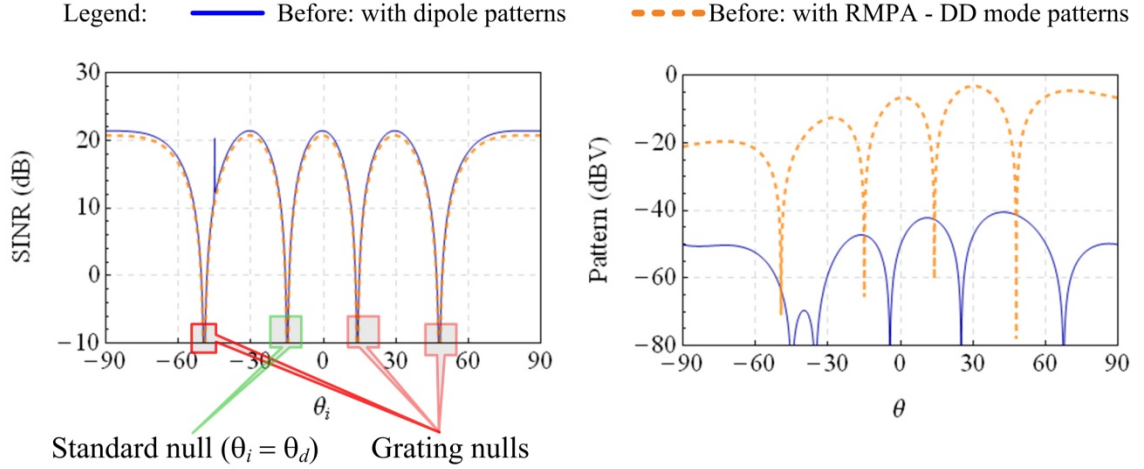 Legend: Before: with dipole patterns Before: with RMPA - DD mode patterns
SINR (dB)
30
20
10
0
−10
−90 −60 −30 0 30 60 90
θi
Standard null (θi = θd) Grating nulls
Pattern (dBV)
0
−20
−40
−60
−80
−90 −60 −30 0 30 60 90
θ